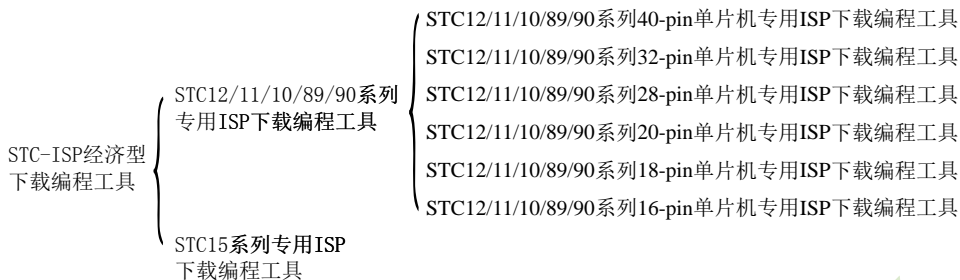 STC-ISP经济型
下载编程工具
STC12/11/10/89/90系列
专用ISP下载编程工具
STC12/11/10/89/90系列40-pin单片机专用ISP下载编程工具
STC12/11/10/89/90系列32-pin单片机专用ISP下载编程工具
STC12/11/10/89/90系列28-pin单片机专用ISP下载编程工具
STC12/11/10/89/90系列20-pin单片机专用ISP下载编程工具
STC12/11/10/89/90系列18-pin单片机专用ISP下载编程工具
STC12/11/10/89/90系列16-pin单片机专用ISP下载编程工具
STC15系列专用ISP
下载编程工具